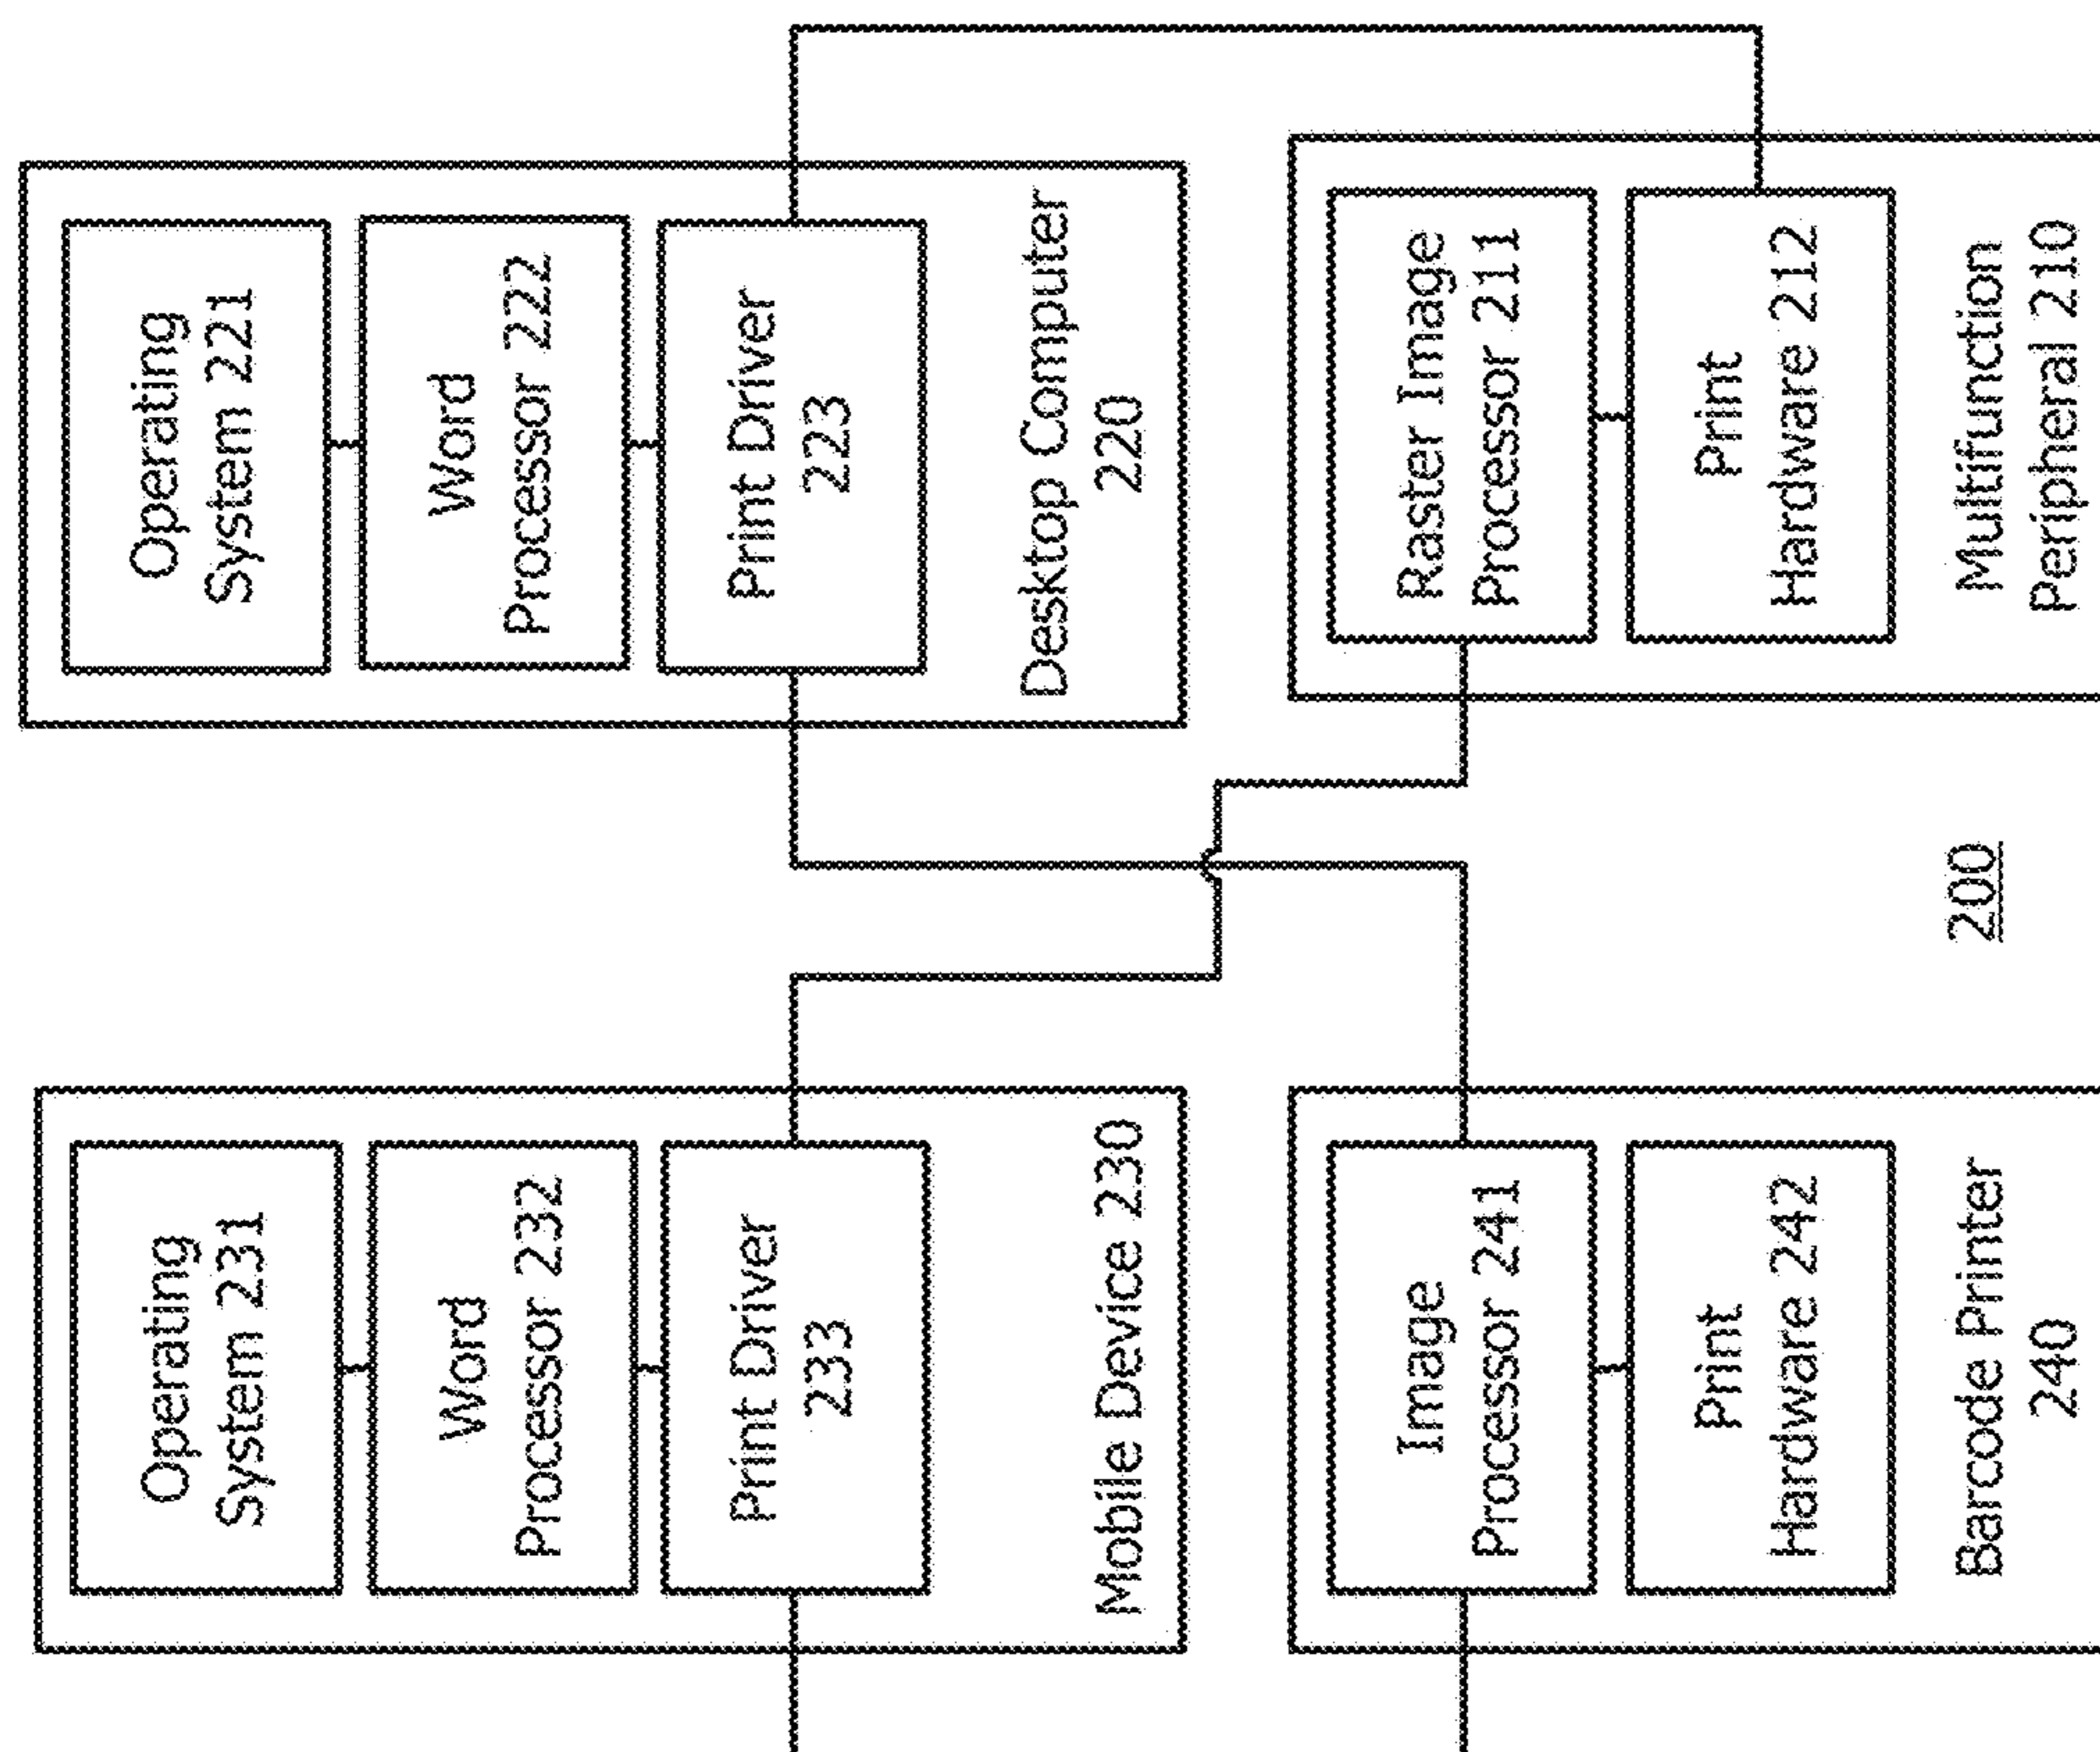 Operating
System 231
Word
Processor 232
Print Driver
233
Mobile Device 230
Operating
System 221
Word
Processor 222
Print Driver
223
Desktop Computer
220
Image
Processor 241
Print
Hardware 242
Barcode Printer
240
Raster Image
Processor 211
Print
Hardware 212
Multifunction
Peripheral 210
200